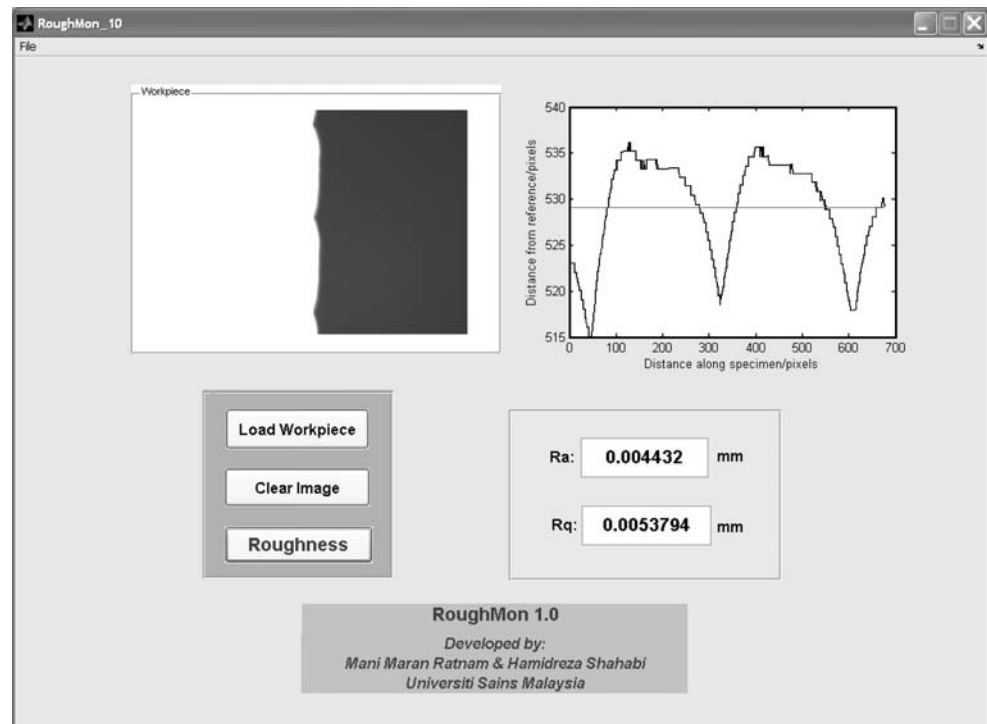 RoughMon_10
File
Workpiece
540
535
530
525
520
515
Distance from reference/pixels
0 100 200 300 400 500 600 700
Distance along specimen/pixels
Load Workpiece
Clear Image
Roughness
Ra: 0.004432 mm
Rq: 0.0053794 mm
RoughMon 1.0
Developed by:
Mani Maran Ratnam & Hamidreza Shahabi
Universiti Sains Malaysia